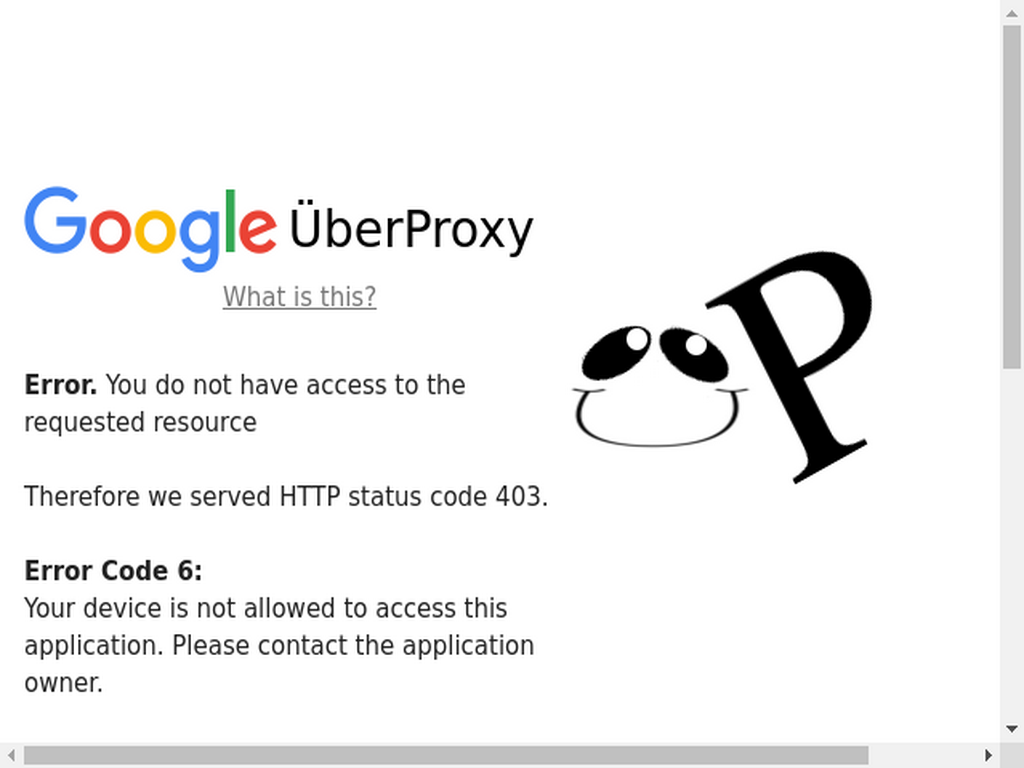 Google ÜberProxy
What is this?
Error. You do not have access to the
requested resource
Therefore we served HTTP status code 403.
Error Code 6:
Your device is not allowed to access this
application. Please contact the application
owner.
P